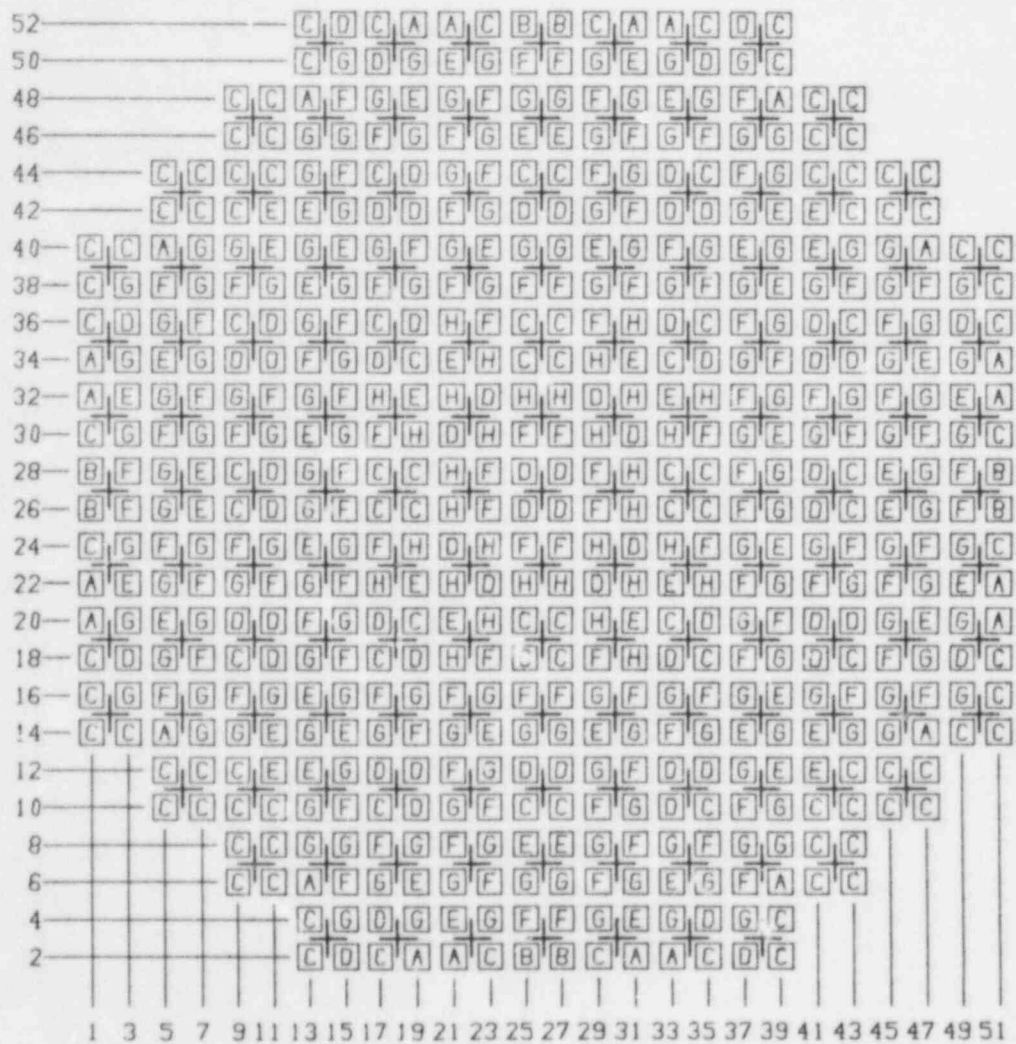 52 C D C A A C B B C A A C D C
50 C G D G E G F F G E G D G C
48 C C A F G E G F G G F G E G F A C C
46 C C G G F G F G E E G F G F G G C C
44 C C C C G F C D G F C C F G D C F G C C C C
42 C C C E E G D D F G D D G F D D G E E C C C
40 C C A G G E G E G F G E G G E G F G E G E G G A C C
38 C G F G F G E G F G F G F F G F G F G E G F G F G C
36 C D G F C D G F C D H F C C F H D C F G D C F G D C
34 A G E G D D F G D C E H C C H E C D G F D D G E G A
32 A E G F G F G F H E H D H H D H E H F G F G F G E A
30 C G F G F G E G F H D H F F H D H F G E G F G F G C
28 B F G E C D G F C C H F D D F H C C F G D C E G F B
26 B F G E C D G F C C H F D D F H C C F G D C E G F B
24 C G F G F G E G F H D H F F H D H F G E G F G F G C
22 A E G F G F G F H E H D H H D H E H F G F G F G E A
20 A G E G D D F G D C E H C C H E C D G F D D G E G A
18 C D G F C D G F C D H F C F H D C F G D C F G D C
16 C G F G F G E G F G F G F F G F G F G E G F G F G C
14 C C A G G E G E G F G E G G E G F G E G E G G A C C
12 C C C E E G D D F G D D G F D D G E E C C C
10 C C C C G F C D G F C C F G D C F G C C C C
8 C C G G F G F G E E G F G F G G C C
6 C C A F G E G F G G F G E G F A C C
4 C G D G E G F F G E G D G C
2 C D C A A C B B C A A C D C
1 3 5 7 9 11 13 15 17 19 21 23 25 27 29 31 33 35 37 39 41 43 45 47 49 51